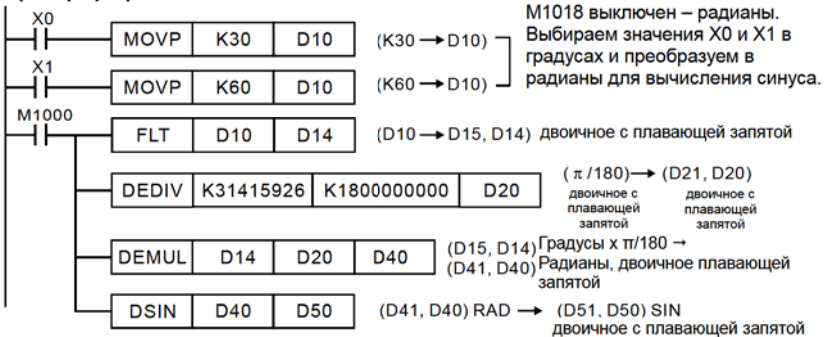 X0
MOVP K30 D10 (K30 → D10)
M1018 выключен – радианы.
Выбираем значения X0 и X1 в
градусах и преобразуем в
радианы для вычисления синуса.
X1
MOVP K60 D10 (K60 → D10)
M1000
FLT D10 D14 (D10 → D15, D14) двоичное с плавающей запятой
DEDIV K31415926 K1800000000 D20
(π/180) → (D21, D20)
двоичное с плавающей запятой
двоичное с плавающей запятой
DEMUL D14 D20 D40
(D15, D14) Градусы x π/180 →
(D41, D40) Радианы, двоичное плавающей
запятой
DSIN D40 D50 (D41, D40) RAD → (D51, D50) SIN
двоичное с плавающей запятой